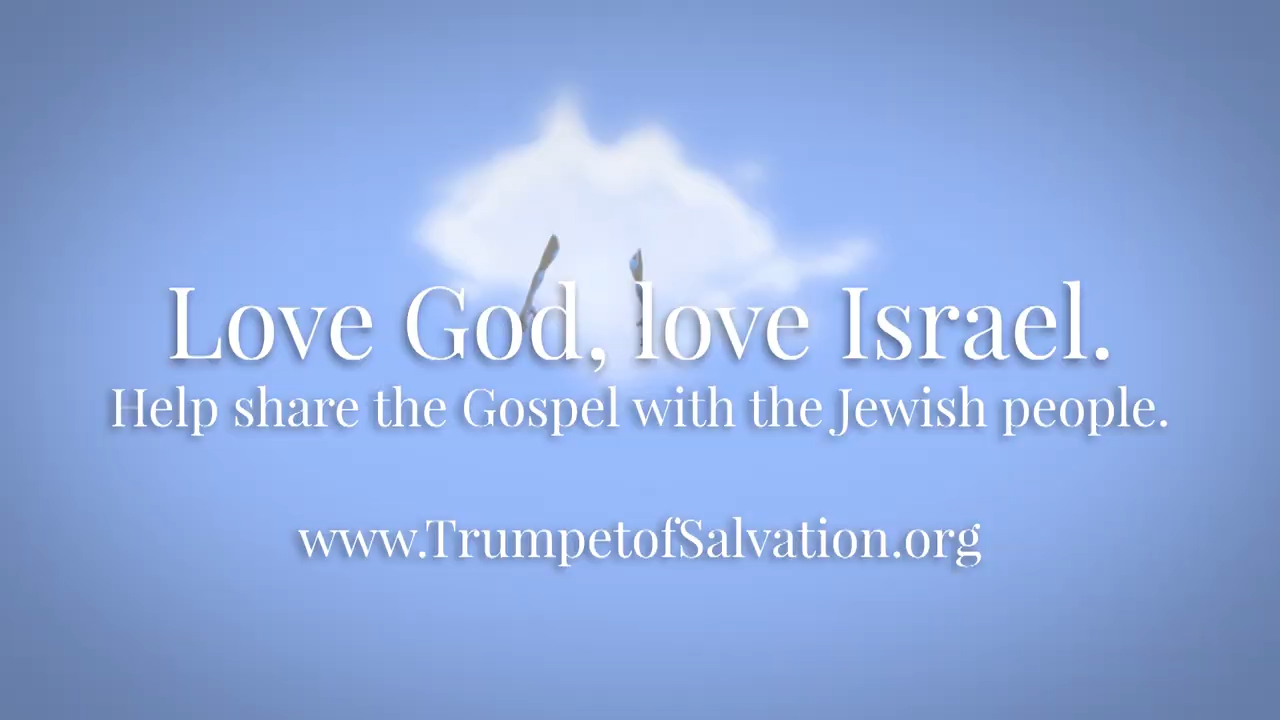 Love God, love Israel.
Help share the Gospel with the Jewish people.
www.TrumpetofSalvation.org